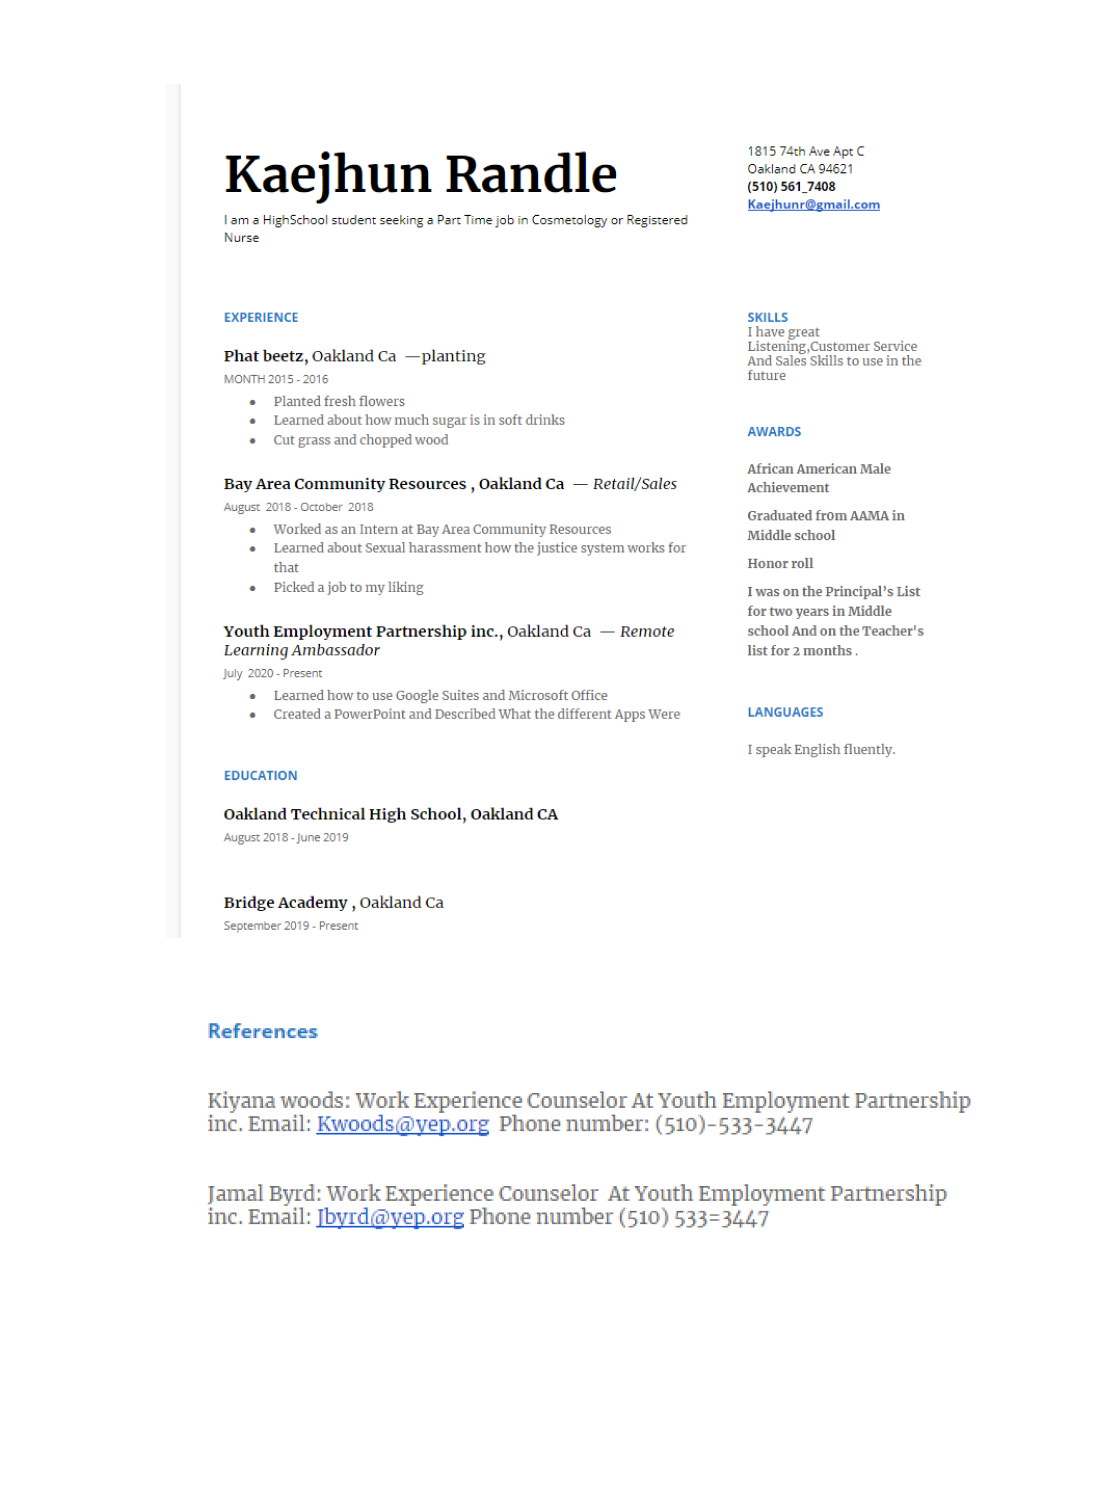 Kaejhun Randle
I am a HighSchool student seeking a Part Time job in Cosmetology or Registered
Nurse
1815 74th Ave Apt C
Oakland CA 94621
(510) 561_7408
Kaejhunr@gmail.com
EXPERIENCE
Phat beetz, Oakland Ca —planting
MONTH 2015 - 2016
● Planted fresh flowers
● Learned about how much sugar is in soft drinks
● Cut grass and chopped wood
Bay Area Community Resources , Oakland Ca — Retail/Sales
August 2018 - October 2018
● Worked as an Intern at Bay Area Community Resources
● Learned about Sexual harassment how the justice system works for
that
● Picked a job to my liking
Youth Employment Partnership inc., Oakland Ca — Remote
Learning Ambassador
July 2020 - Present
● Learned how to use Google Suites and Microsoft Office
● Created a PowerPoint and Described What the different Apps Were
EDUCATION
Oakland Technical High School, Oakland CA
August 2018 - June 2019
Bridge Academy , Oakland Ca
September 2019 - Present
SKILLS
I have great
Listening,Customer Service
And Sales Skills to use in the
future
AWARDS
African American Male
Achievement
Graduated fr0m AAMA in
Middle school
Honor roll
I was on the Principal's List
for two years in Middle
school And on the Teacher's
list for 2 months .
LANGUAGES
I speak English fluently.
References
Kiyana woods: Work Experience Counselor At Youth Employment Partnership
inc. Email: Kwoods@yep.org Phone number: (510)-533-3447
Jamal Byrd: Work Experience Counselor At Youth Employment Partnership
inc. Email: Jbyrd@yep.org Phone number (510) 533=3447